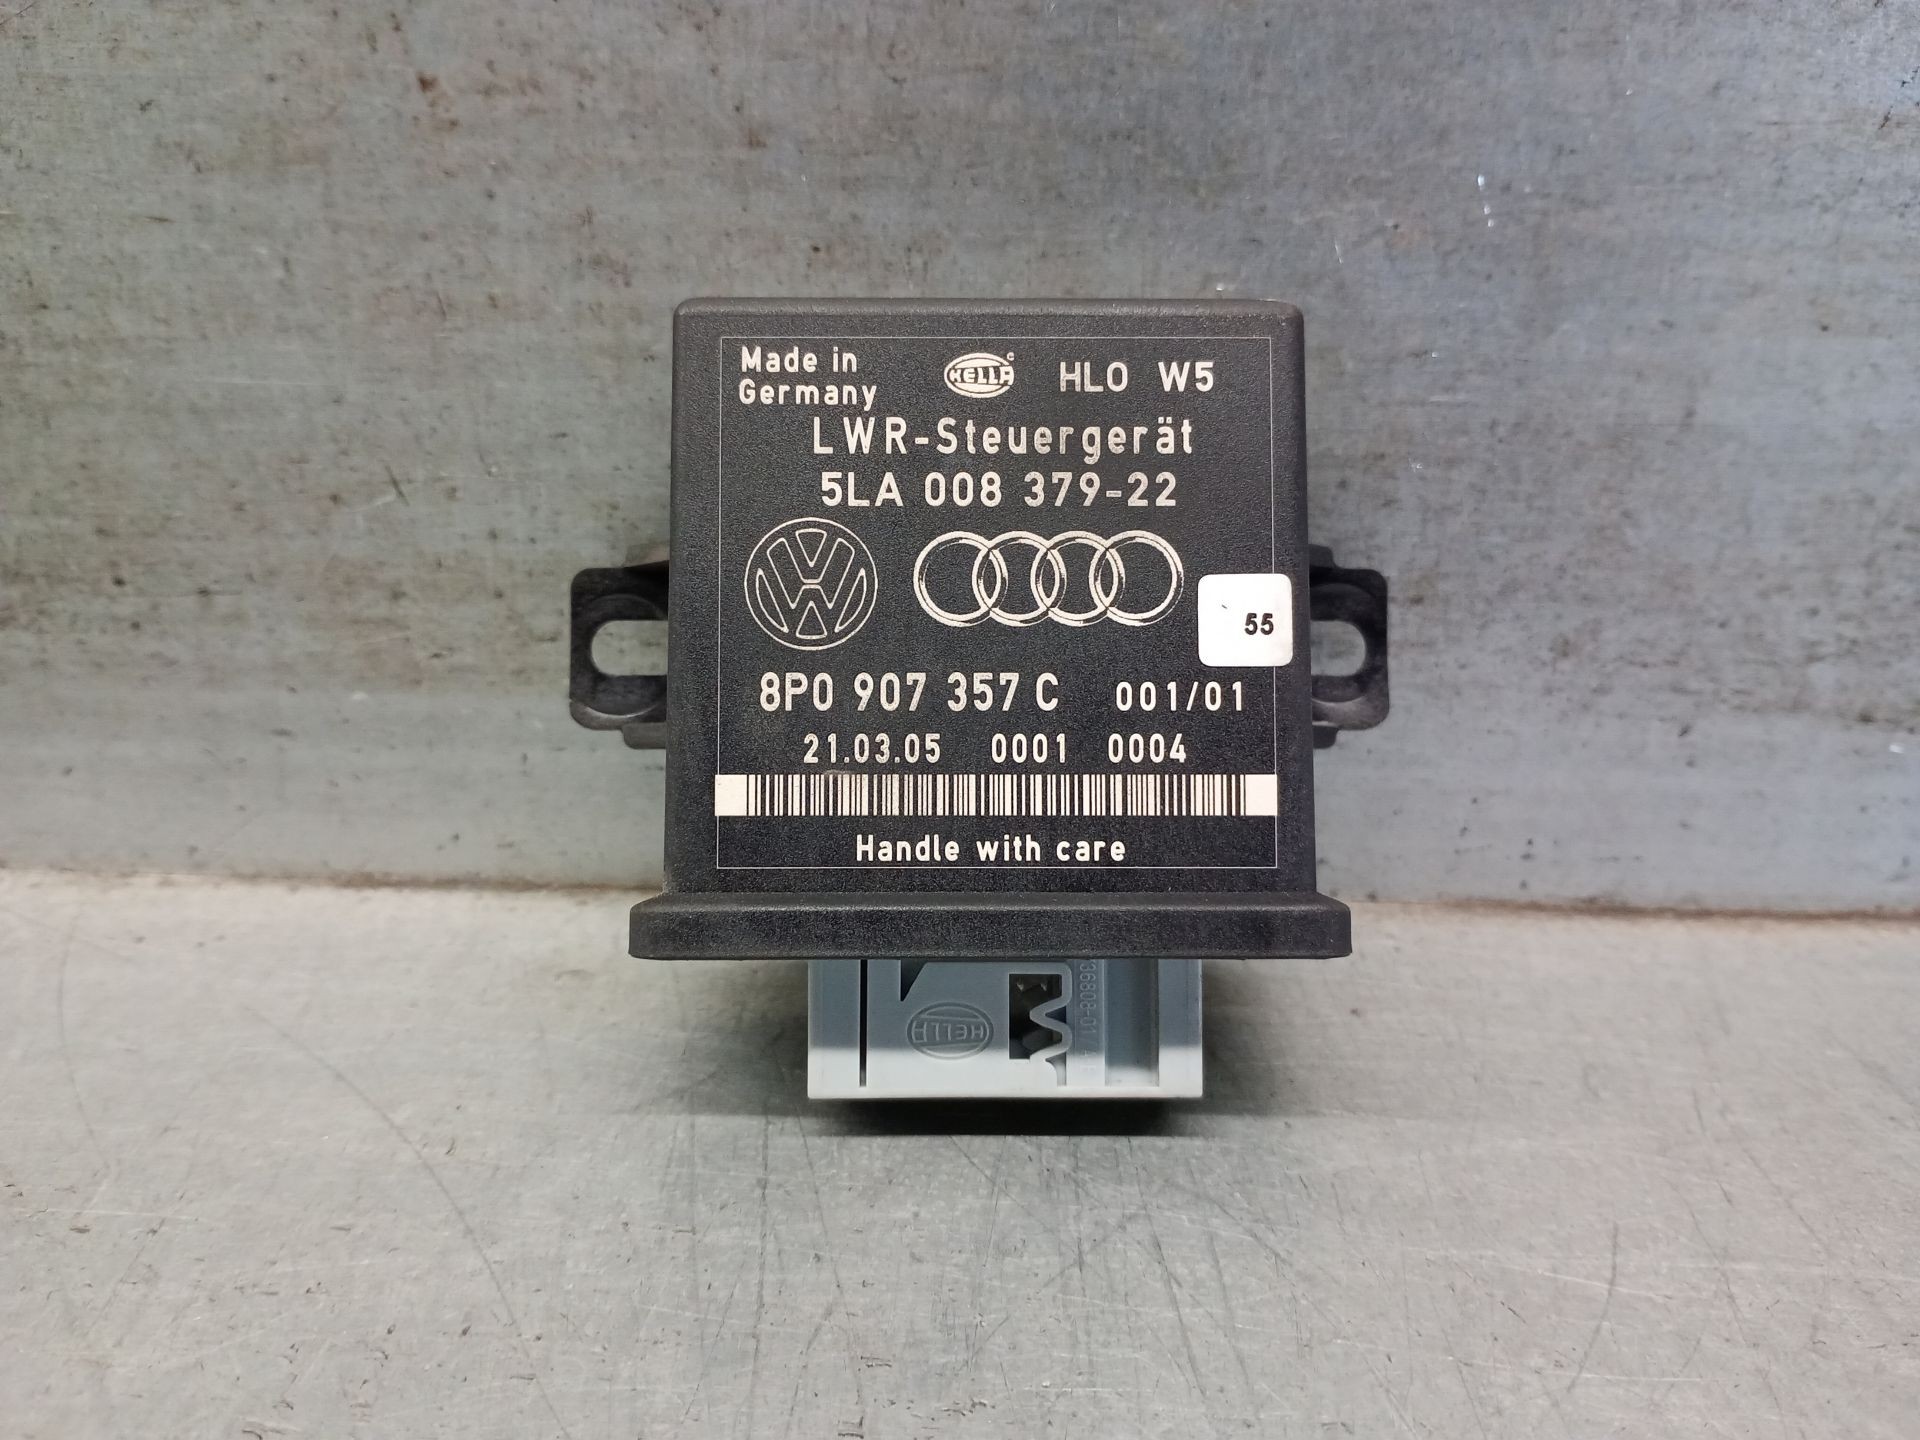 Made in
Germany
HELLA HLO W5
LWR-Steuergerät
5LA 008 379-22
55
8P0 907 357 C 001/01
21.03.05 0001 0004
Handle with care
HELLA